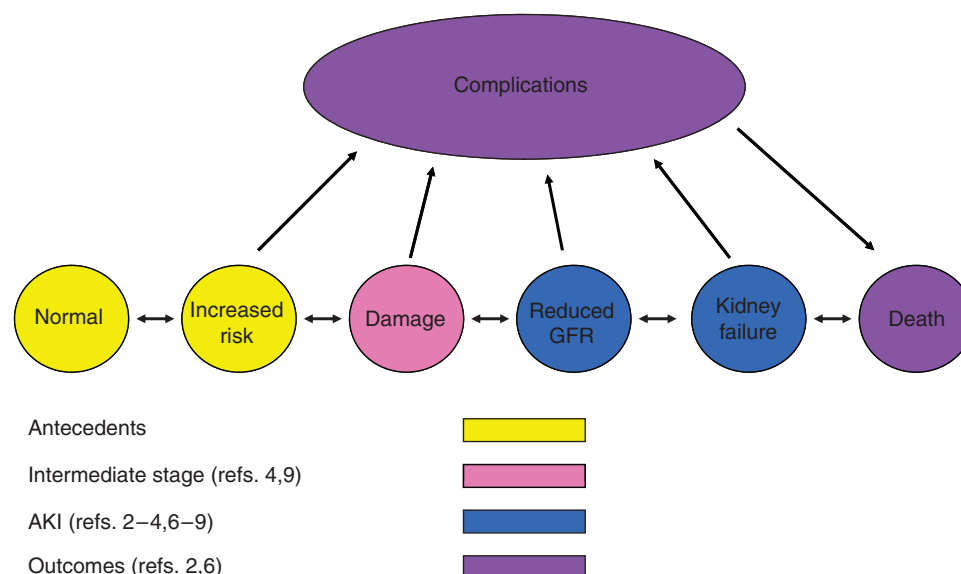 Complications
Normal
Increased
risk
Damage
Reduced
GFR
Kidney
failure
Death
Antecedents
Intermediate stage (refs. 4,9)
AKI (refs. 2–4,6–9)
Outcomes (refs. 2,6)